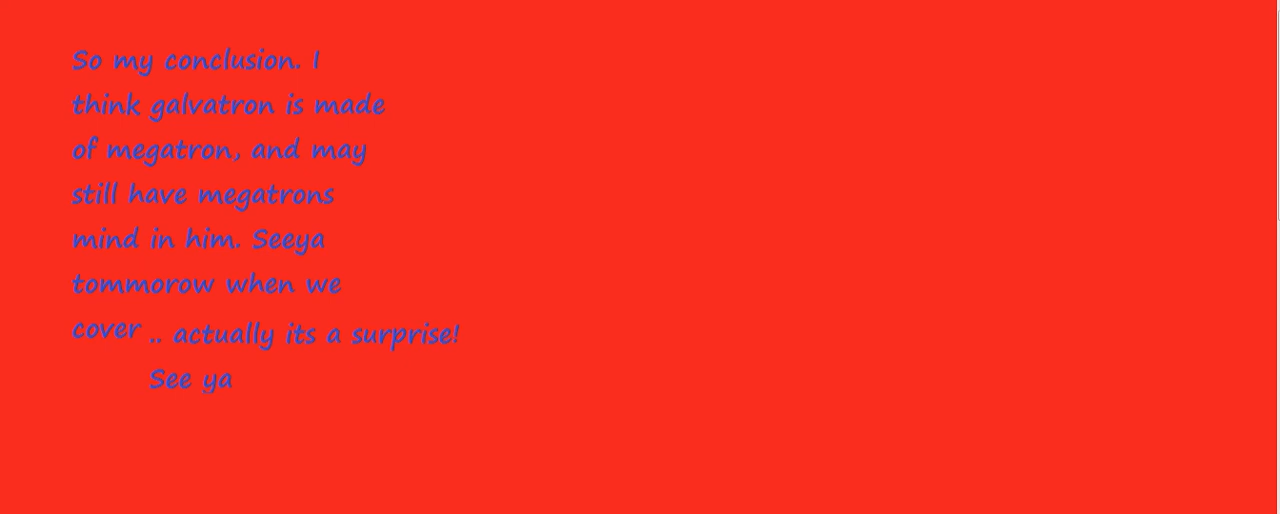 So my conclusion. I
think galvatron is made
of megatron, and may
still have megatrons
mind in him. Seeya
tommorow when we
cover .. actually its a surprise!
See ya